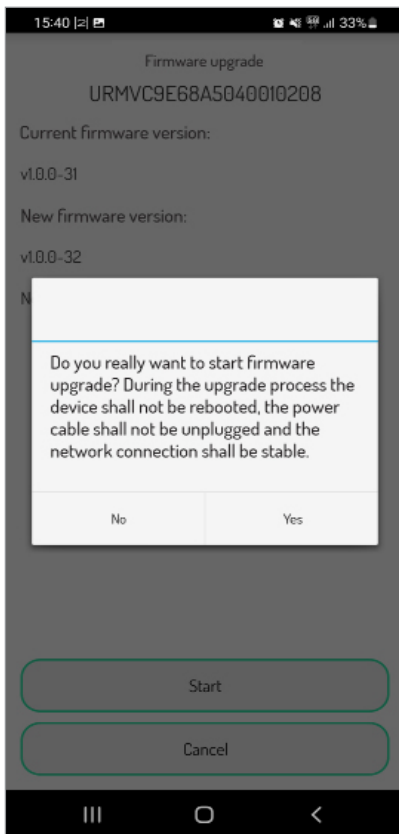 15:40
33%
Firmware upgrade
URMVC9E68A5040010208
Current firmware version:
v1.0.0-31
New firmware version:
v1.0.0-32
Do you really want to start firmware
upgrade? During the upgrade process the
device shall not be rebooted, the power
cable shall not be unplugged and the
network connection shall be stable.
No
Yes
Start
Cancel